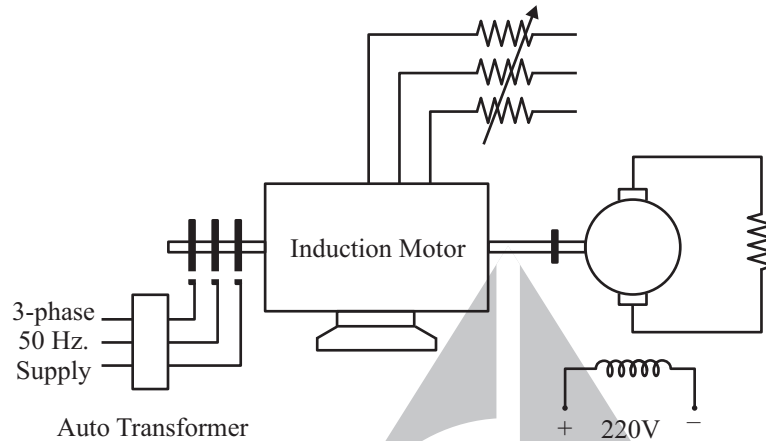 Induction Motor
3-phase
50 Hz.
Supply
Auto Transformer
+ 220V −